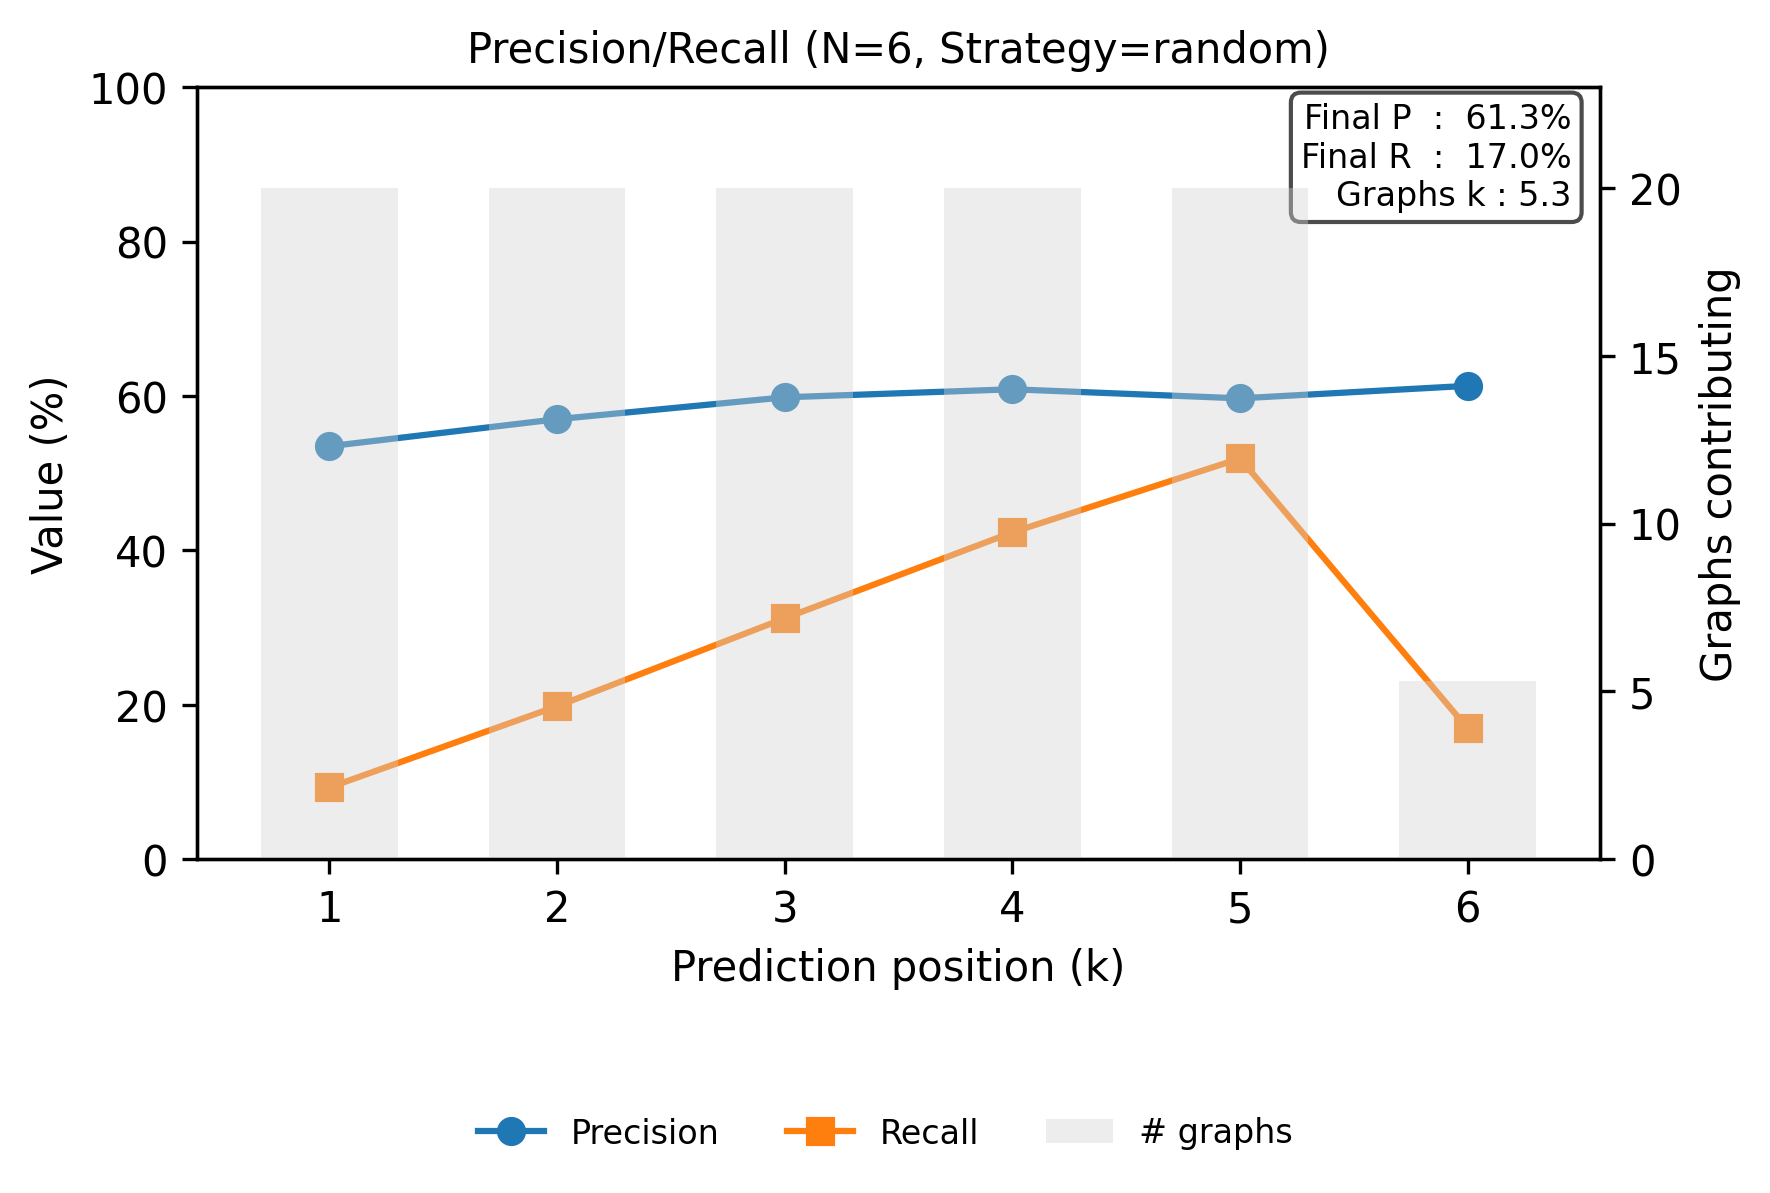 Precision/Recall (N=6, Strategy=random)
100
80
60
40
20
0
Value (%)
Final P : 61.3%
Final R : 17.0%
Graphs k : 5.3
20
15
10
5
0
Graphs contributing
1 2 3 4 5 6
Prediction position (k)
Precision Recall # graphs